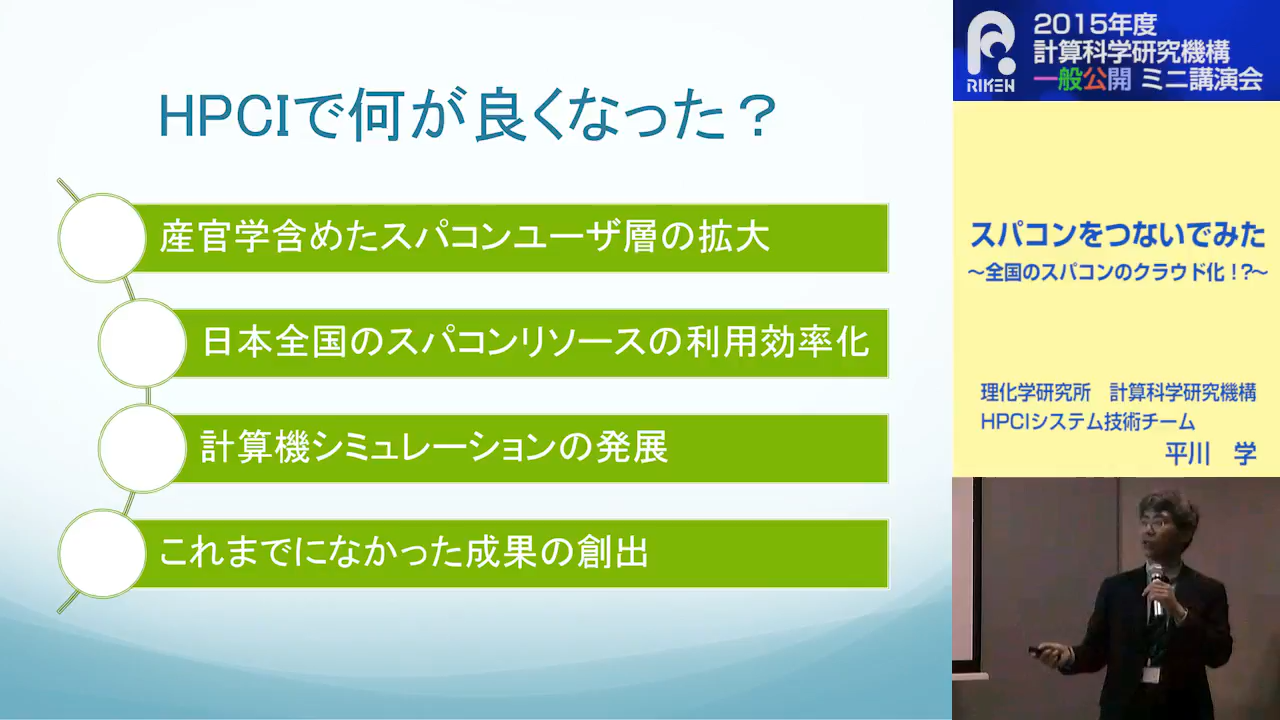 HPCIで何が良くなった？
産官学含めたスパコンユーザ層の拡大
日本全国のスパコンリソースの利用効率化
計算機シミュレーションの発展
これまでになかった成果の創出
RIKEN
2015年度
計算科学研究機構
一般公開 ミニ講演会
スパコンをつないでみた
～全国のスパコンのクラウド化！?～
理化学研究所　計算科学研究機構
HPCIシステム技術チーム
平川　学